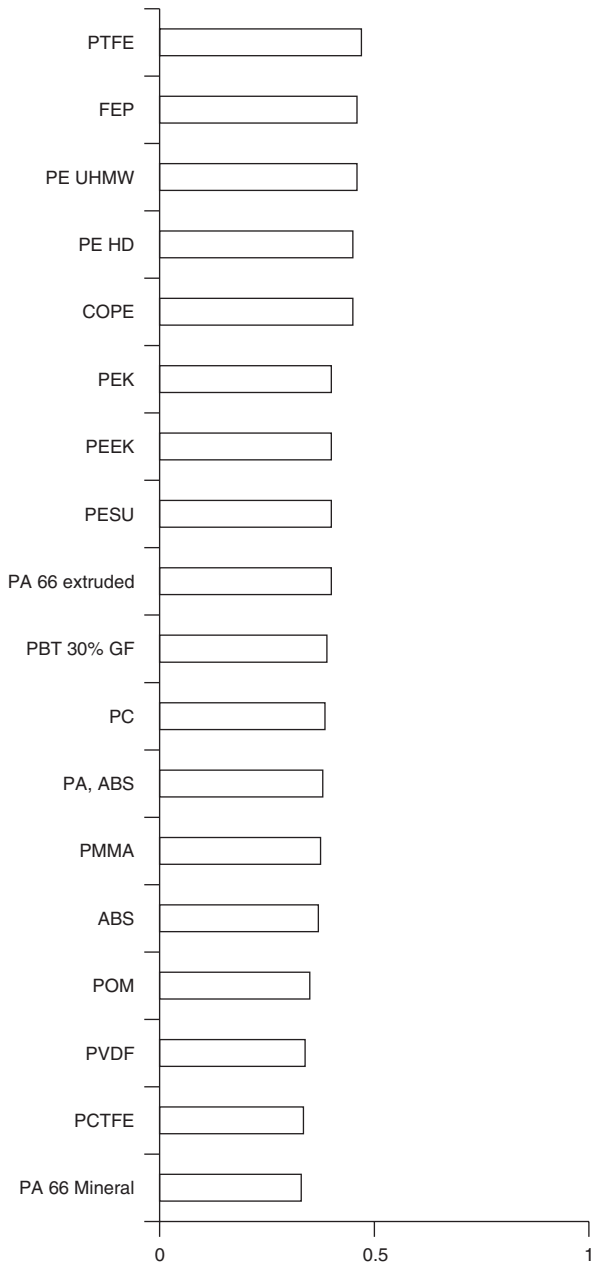 PTFE
FEP
PE UHMW
PE HD
COPE
PEK
PEEK
PESU
PA 66 extruded
PBT 30% GF
PC
PA, ABS
PMMA
ABS
POM
PVDF
PCTFE
PA 66 Mineral
0 0.5 1